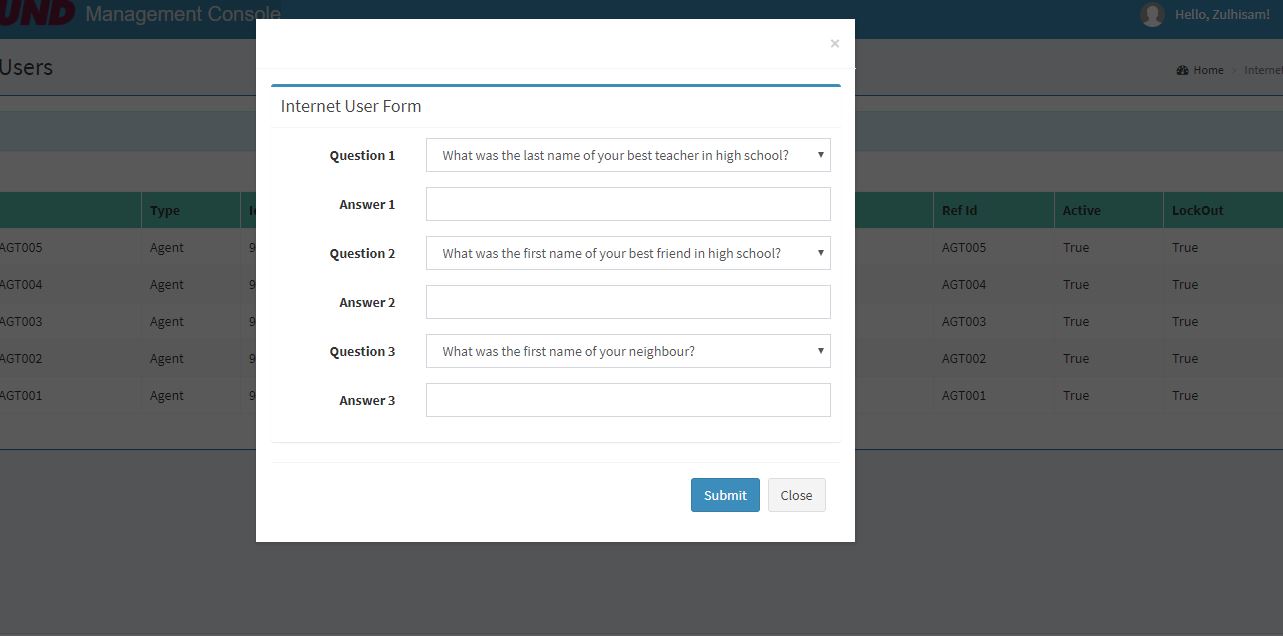 UND Management Console
Hello, Zulhisam!
×
Users
Home > Internet
Internet User Form
Question 1 What was the last name of your best teacher in high school?
Answer 1
Question 2 What was the first name of your best friend in high school?
Answer 2
Question 3 What was the first name of your neighbour?
Answer 3
Submit Close
Type Ref Id Active LockOut
AGT005 Agent 9 AGT005 True True
AGT004 Agent 9 AGT004 True True
AGT003 Agent 9 AGT003 True True
AGT002 Agent 9 AGT002 True True
AGT001 Agent 9 AGT001 True True